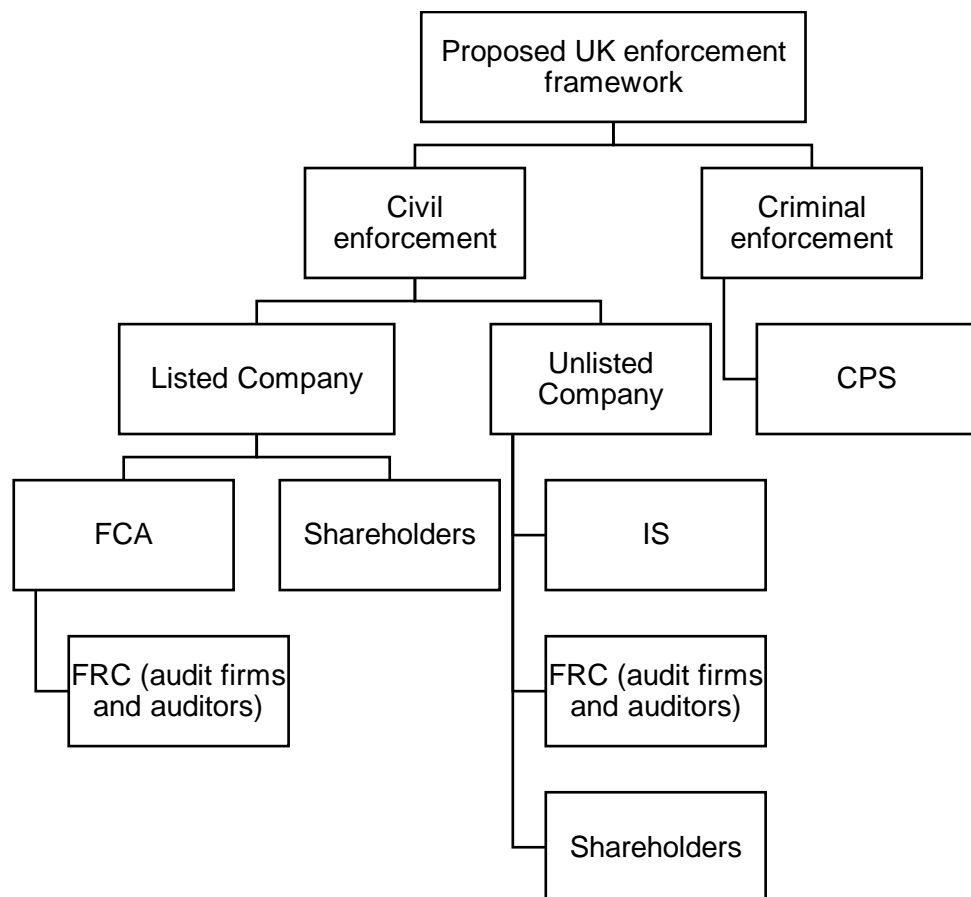 Proposed UK enforcement
framework
Civil
enforcement
Criminal
enforcement
Listed Company
Unlisted
Company
CPS
FCA
Shareholders
IS
FRC (audit firms
and auditors)
FRC (audit firms
and auditors)
Shareholders